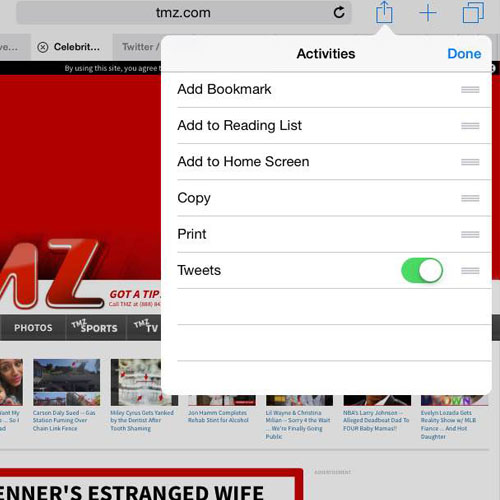 tmz.com
Celebrit...
Twitter /
By using this site, you agree t
Activities
Done
Add Bookmark
Add to Reading List
Add to Home Screen
Copy
Print
Tweets
MZ
GOT A TIP
Call TMZ at (888) 84
PHOTOS
TMZ SPORTS
TMZ TV
Want My
... So I
Carson Daly Sued -- Gas
Station Fuming Over
Chain Link Fence
Miley Cyrus Gets Yanked
by the Dentist After
Tooth Shaming
Jon Hamm Completes
Rehab Stint for Alcohol
Lil Wayne & Christina
Milian -- Sorry 4 the Wait
... We're Finally Going
Public
NBA's Larry Johnson --
Alleged Deadbeat Dad To
FOUR Baby Mamas!!
Evelyn Lozada Gets
Reality Show w/ MLB
Fiance ... And Hot
Daughter
ADVERTISEMENT
ENNER'S ESTRANGED WIFE